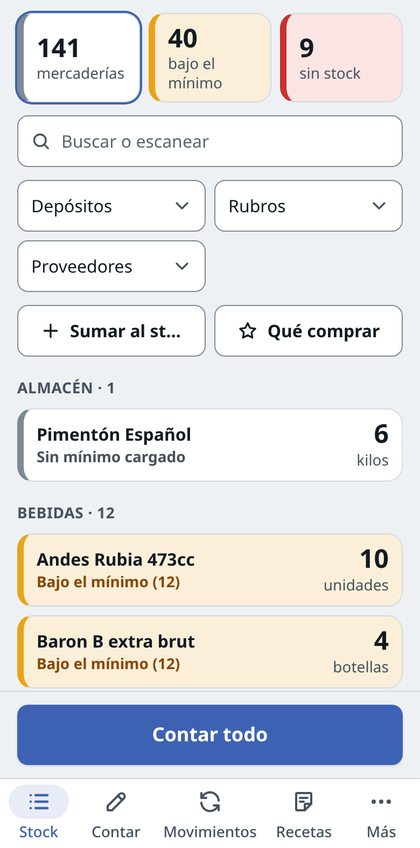 141
mercaderías
40
bajo el
mínimo
9
sin stock
Buscar o escanear
Depósitos
Rubros
Proveedores
Sumar al st...
Qué comprar
ALMACÉN · 1
Pimentón Español
6
Sin mínimo cargado
kilos
BEBIDAS · 12
Andes Rubia 473cc
10
Bajo el mínimo (12)
unidades
Baron B extra brut
4
Bajo el mínimo (12)
botellas
Contar todo
Stock
Contar
Movimientos
Recetas
Más